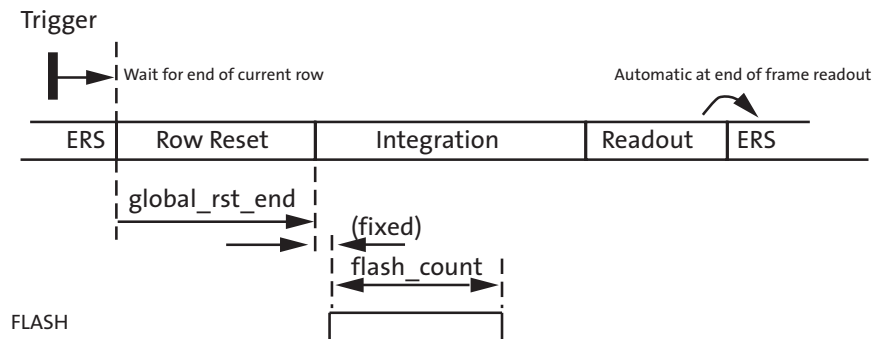 Trigger
Wait for end of current row
Automatic at end of frame readout
ERS Row Reset Integration Readout ERS
global_rst_end
(fixed)
flash_count
FLASH